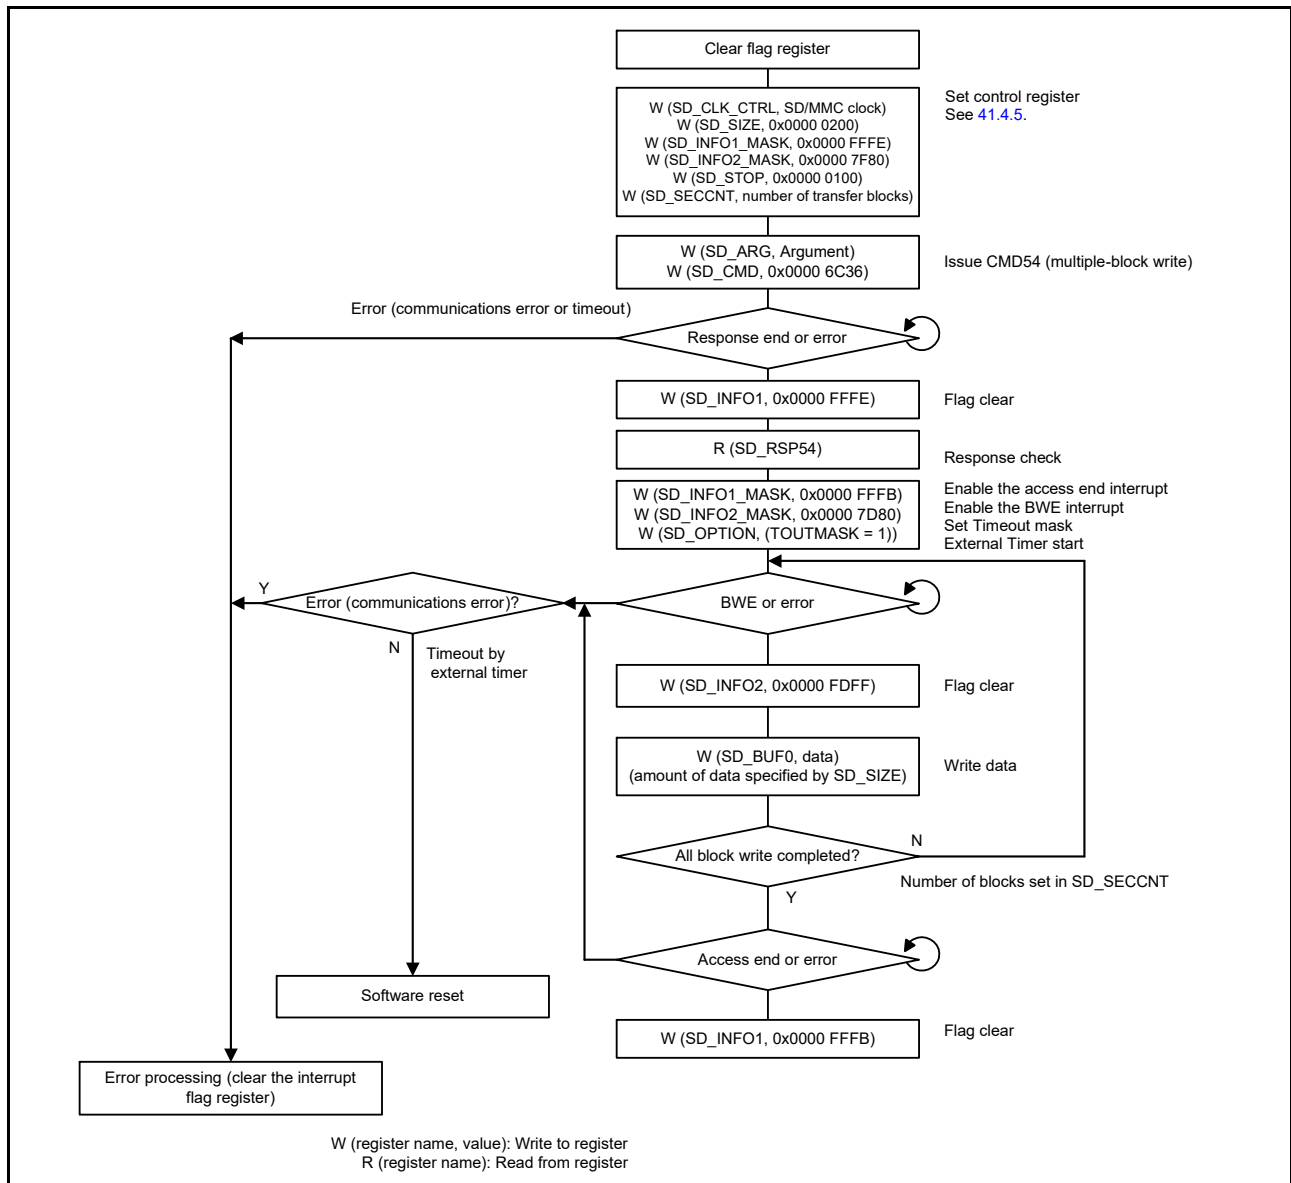 Clear flag register
W (SD_CLK_CTRL, SD/MMC clock)
W (SD_SIZE, 0x0000 0200)
W (SD_INFO1_MASK, 0x0000 FFFE)
W (SD_INFO2_MASK, 0x0000 7F80)
W (SD_STOP, 0x0000 0100)
W (SD_SECCNT, number of transfer blocks)
Set control register
See 41.4.5.
W (SD_ARG, Argument)
W (SD_CMD, 0x0000 6C36)
Issue CMD54 (multiple-block write)
Error (communications error or timeout)
Response end or error
W (SD_INFO1, 0x0000 FFFE)
Flag clear
R (SD_RSP54)
Response check
W (SD_INFO1_MASK, 0x0000 FFFB)
W (SD_INFO2_MASK, 0x0000 7D80)
W (SD_OPTION, (TOUTMASK = 1))
Enable the access end interrupt
Enable the BWE interrupt
Set Timeout mask
External Timer start
Y
Error (communications error)?
BWE or error
N
Timeout by
external timer
W (SD_INFO2, 0x0000 FDFF)
Flag clear
W (SD_BUF0, data)
(amount of data specified by SD_SIZE)
Write data
All block write completed?
N
Number of blocks set in SD_SECCNT
Y
Access end or error
Software reset
W (SD_INFO1, 0x0000 FFFB)
Flag clear
Error processing (clear the interrupt
flag register)
W (register name, value): Write to register
R (register name): Read from register